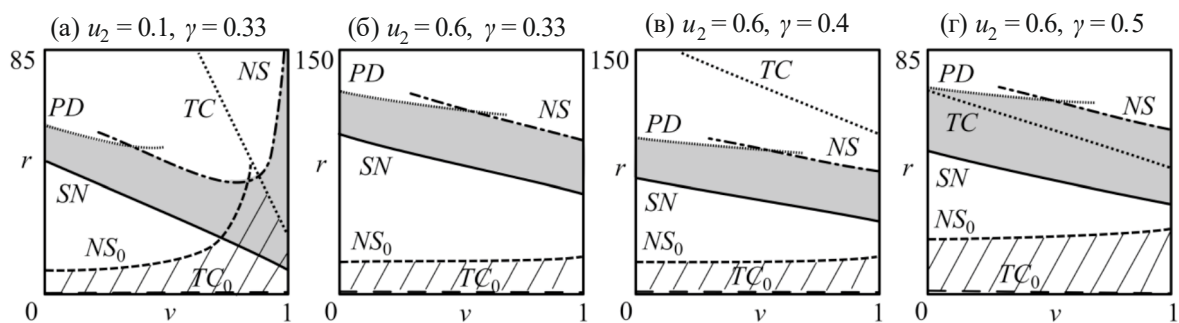 (а) u₂ = 0.1, γ = 0.33
85
NS
TC
PD
r
SN
NS₀
TC₀
0
v
1
(б) u₂ = 0.6, γ = 0.33
150
PD
NS
r
SN
NS₀
TC₀
0
v
1
(в) u₂ = 0.6, γ = 0.4
150
TC
PD
NS
r
SN
NS₀
TC₀
0
v
1
(г) u₂ = 0.6, γ = 0.5
85
PD
NS
TC
r
SN
NS₀
TC₀
0
v
1